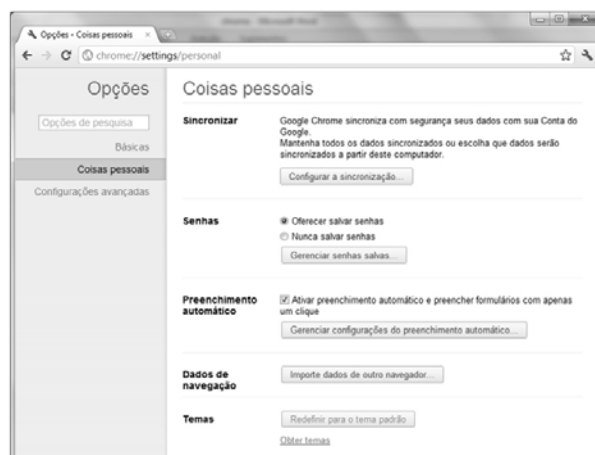 Opções - Coisas pessoais
chrome://settings/personal
Opções
Opções de pesquisa
Básicas
Coisas pessoais
Configurações avançadas
Coisas pessoais
Sincronizar
Google Chrome sincroniza com segurança seus dados com sua Conta do
Google.
Mantenha todos os dados sincronizados ou escolha que dados serão
sincronizados a partir deste computador.
Configurar a sincronização...
Senhas
Oferecer salvar senhas
Nunca salvar senhas
Gerenciar senhas salvas...
Preenchimento
automático
Ativar preenchimento automático e preencher formulários com apenas
um clique
Gerenciar configurações do preenchimento automático...
Dados de
navegação
Importe dados de outro navegador...
Temas
Redefinir para o tema padrão
Obter temas